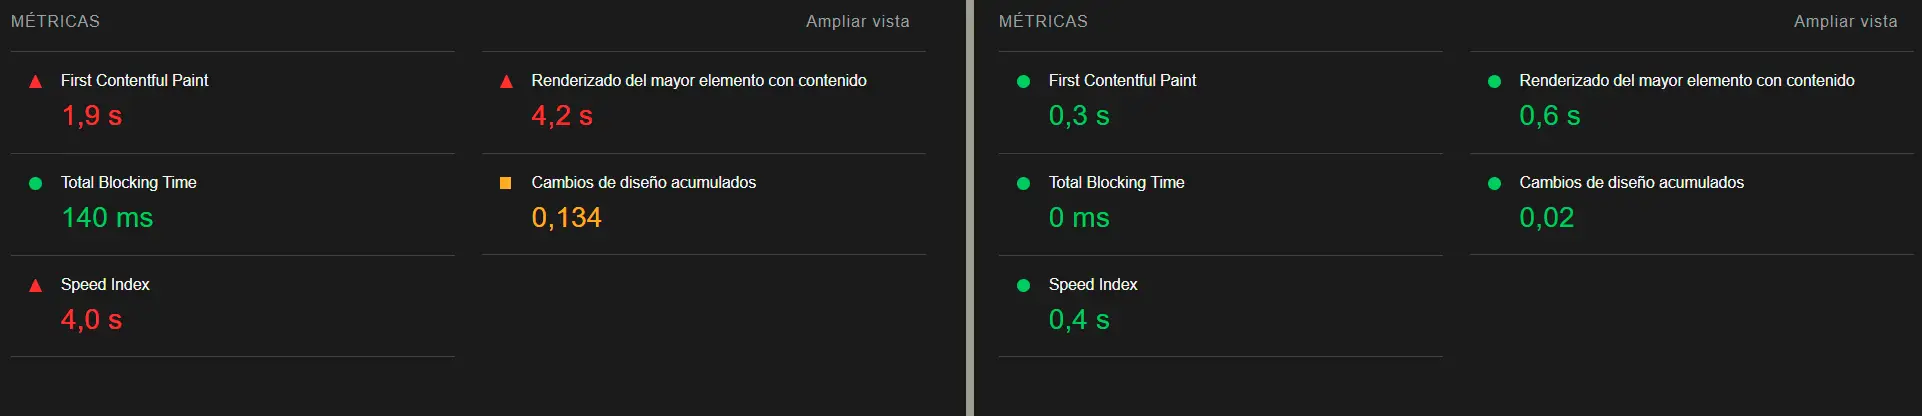 MÉTRICAS
Ampliar vista
First Contentful Paint
1,9 s
Renderizado del mayor elemento con contenido
4,2 s
Total Blocking Time
140 ms
Cambios de diseño acumulados
0,134
Speed Index
4,0 s
MÉTRICAS
Ampliar vista
First Contentful Paint
0,3 s
Renderizado del mayor elemento con contenido
0,6 s
Total Blocking Time
0 ms
Cambios de diseño acumulados
0,02
Speed Index
0,4 s